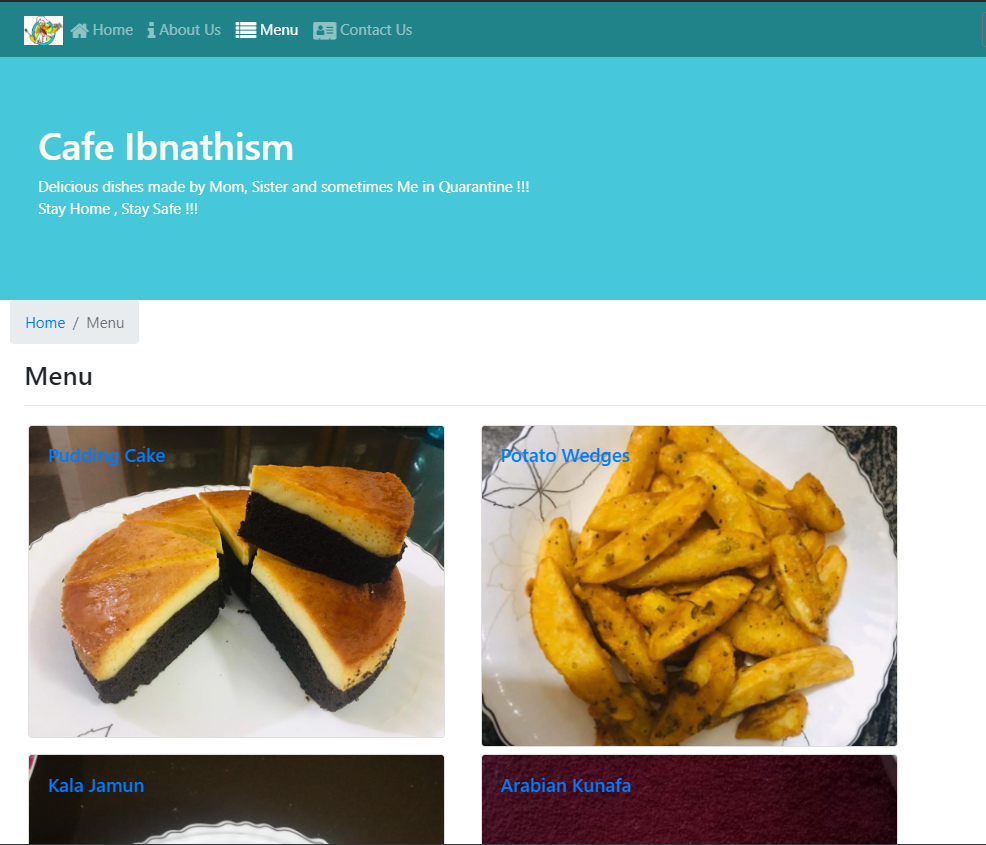 Home About Us Menu Contact Us
Cafe Ibnathism
Delicious dishes made by Mom, Sister and sometimes Me in Quarantine !!!
Stay Home , Stay Safe !!!
Home / Menu
Menu
Pudding Cake
Potato Wedges
Kala Jamun
Arabian Kunafa